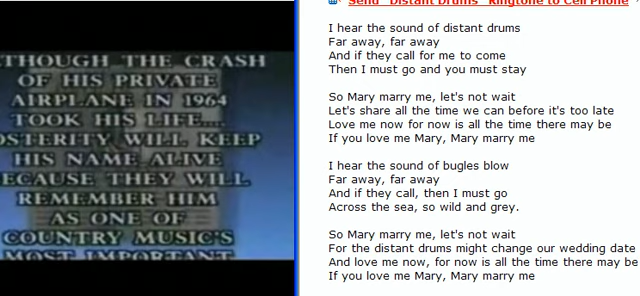 THOUGH THE CRASH
OF HIS PRIVATE
AIRPLANE IN 1964
TOOK HIS LIFE....
OSTERITY WILL KEEP
HIS NAME ALIVE
ECAUSE THEY WILL
REMEMBER HIM
AS ONE OF
COUNTRY MUSIC'S
MOST IMPORTANT
Send "Distant Drums" Ringtone to Cell Phone
I hear the sound of distant drums
Far away, far away
And if they call for me to come
Then I must go and you must stay
So Mary marry me, let's not wait
Let's share all the time we can before it's too late
Love me now for now is all the time there may be
If you love me Mary, Mary marry me
I hear the sound of bugles blow
Far away, far away
And if they call, then I must go
Across the sea, so wild and grey.
So Mary marry me, let's not wait
For the distant drums might change our wedding date
And love me now, for now is all the time there may be
If you love me Mary, Mary marry me